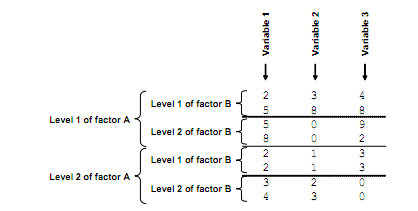 Variable 1 Variable 2 Variable 3
2 3 4
Level 1 of factor B
5 8 8
Level 1 of factor A
5 0 9
Level 2 of factor B
8 0 2
2 1 3
Level 1 of factor B
2 1 3
Level 2 of factor A
3 2 0
Level 2 of factor B
4 3 0